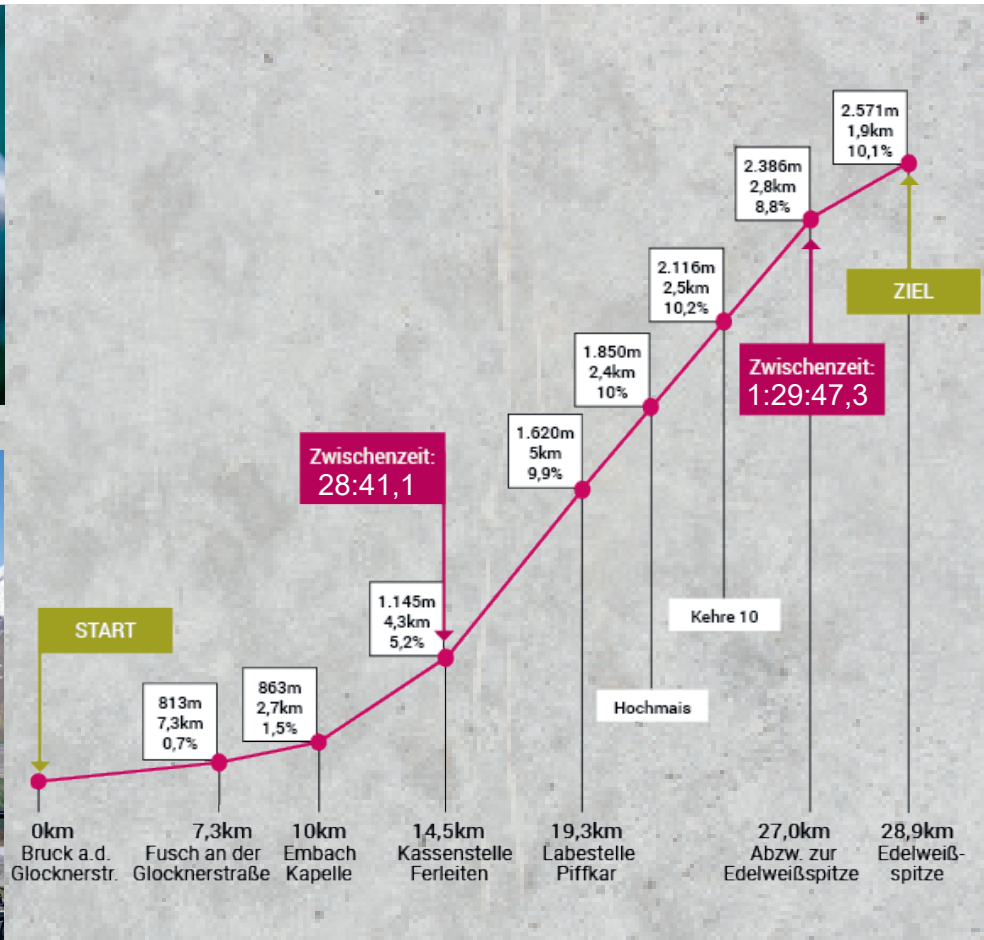 2.571m
1,9km
10,1%
2.386m
2,8km
8,8%
ZIEL
2.116m
2,5km
10,2%
1.850m
2,4km
10%
Zwischenzeit:
1:29:47,3
1.620m
5km
9,9%
Zwischenzeit:
28:41,1
1.145m
4,3km
5,2%
Kehre 10
START
863m
2,7km
1,5%
813m
7,3km
0,7%
Hochmais
0km
Bruck a.d.
Glocknerstr.
7,3km
Fusch an der
Glocknerstraße
10km
Embach
Kapelle
14,5km
Kassenstelle
Ferleiten
19,3km
Labestelle
Piffkar
27,0km
Abzw. zur
Edelweißspitze
28,9km
Edelweiß-
spitze